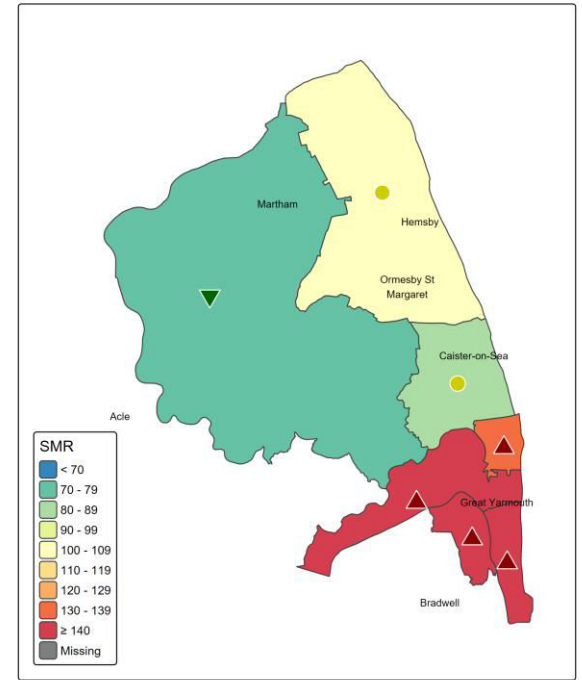 Martham
Hemsby
Ormesby St
Margaret
Caister-on-Sea
Acle
Great Yarmouth
Bradwell
SMR
< 70
70 - 79
80 - 89
90 - 99
100 - 109
110 - 119
120 - 129
130 - 139
≥ 140
Missing